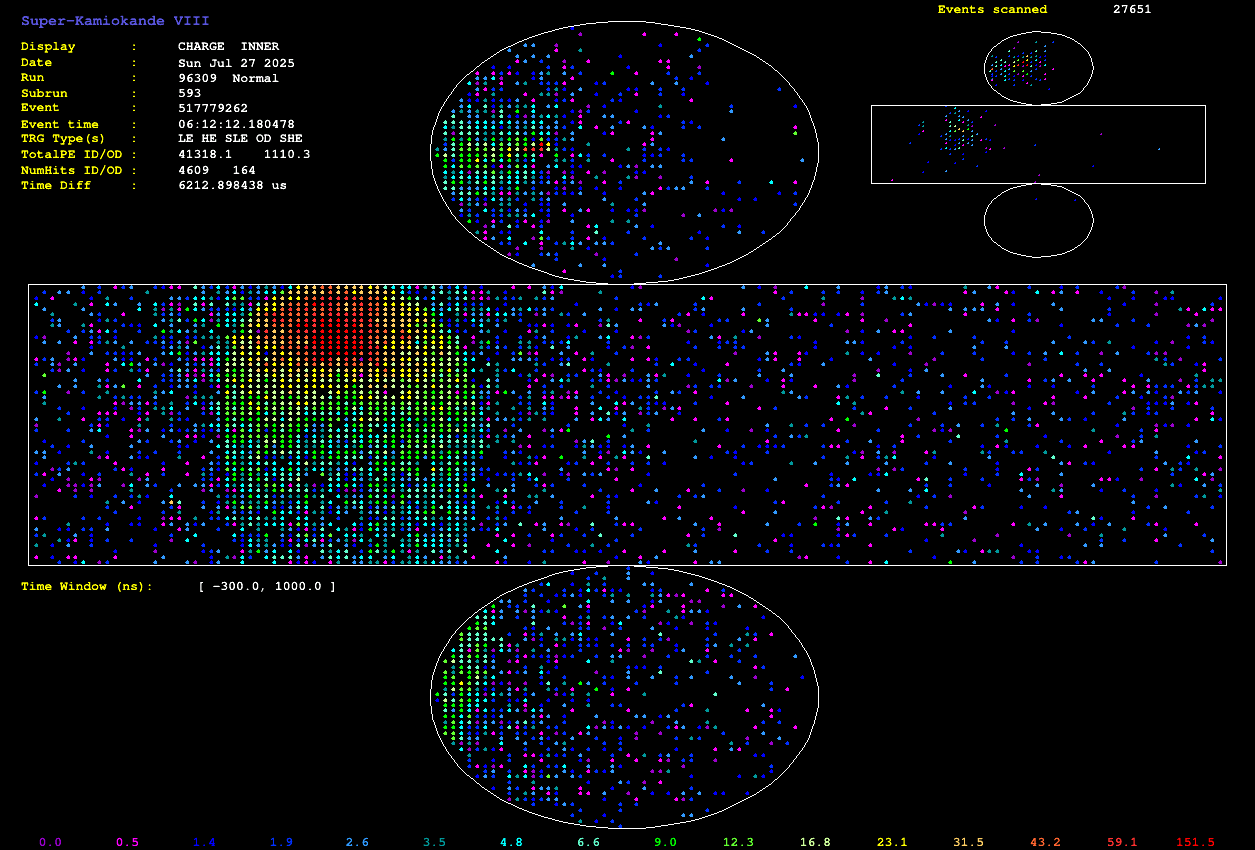 Super-Kamiokande VIII
Events scanned 27651
Display : CHARGE INNER
Date : Sun Jul 27 2025
Run : 96309 Normal
Subrun : 593
Event : 517779262
Event time : 06:12:12.180478
TRG Type(s) : LE HE SLE OD SHE
TotalPE ID/OD : 41318.1 1110.3
NumHits ID/OD : 4609 164
Time Diff : 6212.898438 us
Time Window (ns): [ -300.0, 1000.0 ]
0.0 0.5 1.4 1.9 2.6 3.5 4.8 6.6 9.0 12.3 16.8 23.1 31.5 43.2 59.1 151.5